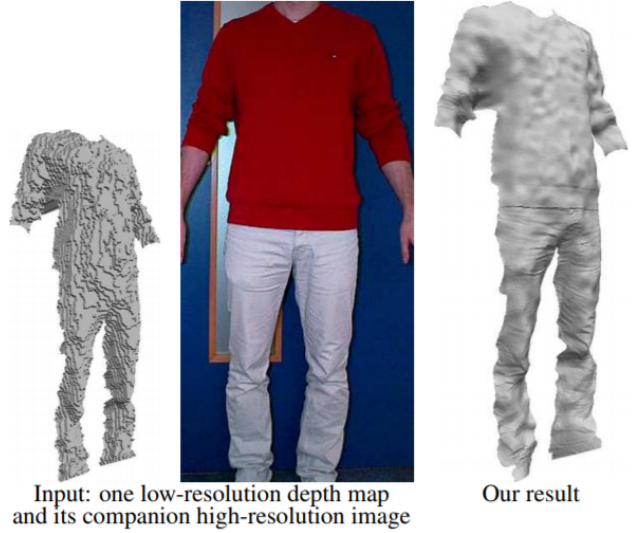 Input: one low-resolution depth map
and its companion high-resolution image
Our result